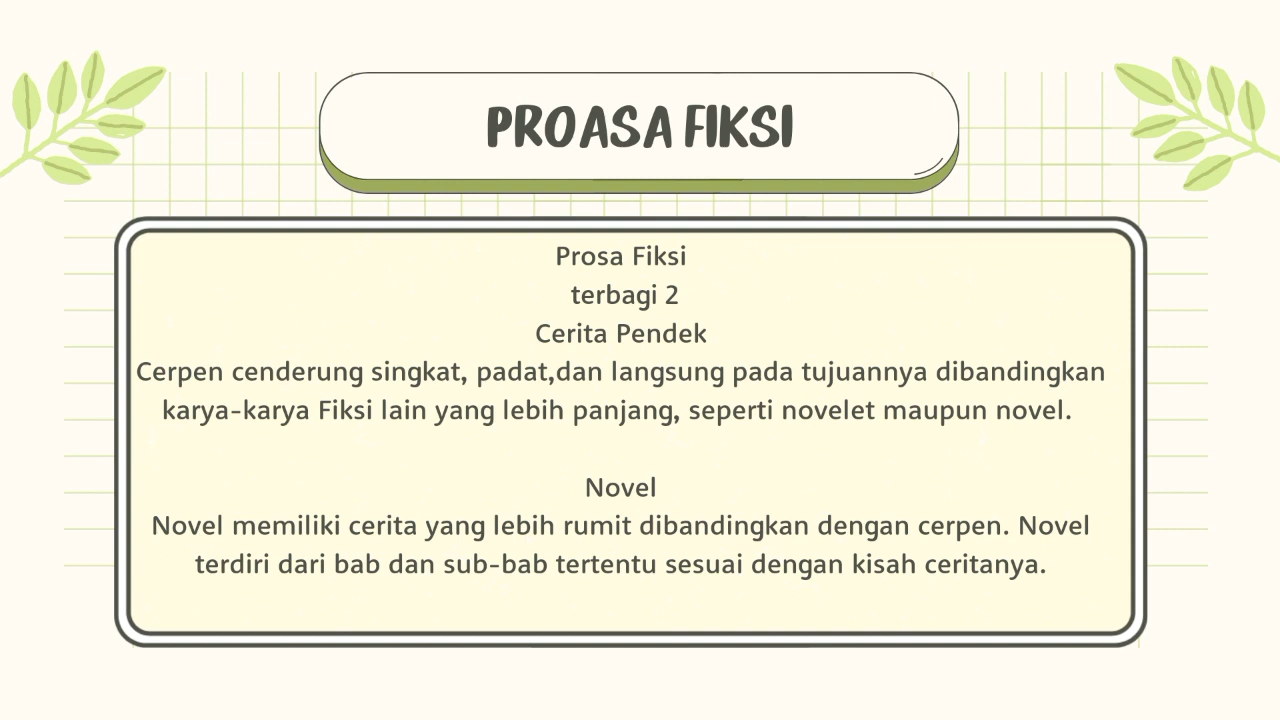 PROASA FIKSI
Prosa Fiksi
terbagi 2
Cerita Pendek
Cerpen cenderung singkat, padat,dan langsung pada tujuannya dibandingkan
karya-karya Fiksi lain yang lebih panjang, seperti novelet maupun novel.
Novel
Novel memiliki cerita yang lebih rumit dibandingkan dengan cerpen. Novel
terdiri dari bab dan sub-bab tertentu sesuai dengan kisah ceritanya.